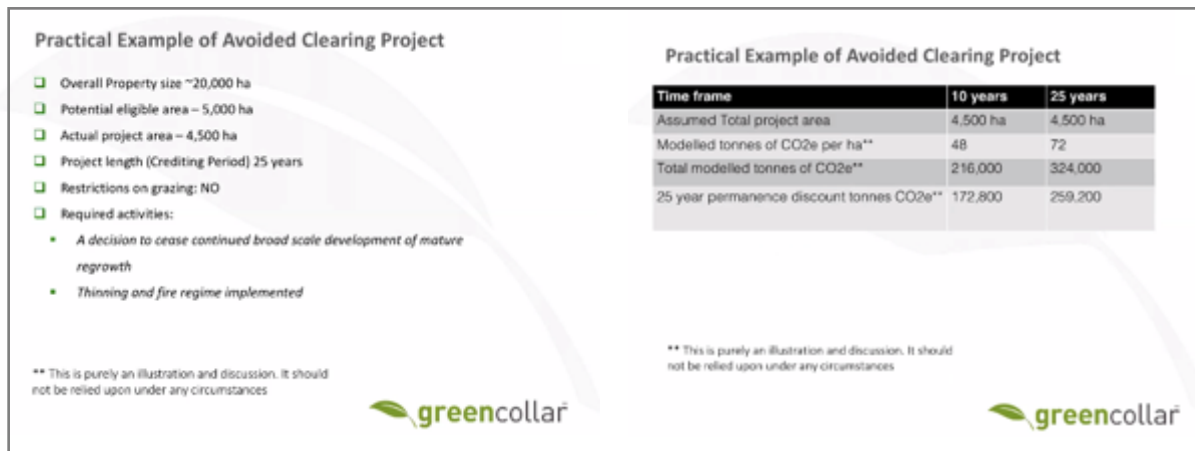 Practical Example of Avoided Clearing Project
Overall Property size ~20,000 ha
Potential eligible area – 5,000 ha
Actual project area – 4,500 ha
Project length (Crediting Period) 25 years
Restrictions on grazing: NO
Required activities:
A decision to cease continued broad scale development of mature
regrowth
Thinning and fire regime implemented
** This is purely an illustration and discussion. It should
not be relied upon under any circumstances
greencollar
Practical Example of Avoided Clearing Project
Time frame 10 years 25 years
Assumed Total project area 4,500 ha 4,500 ha
Modelled tonnes of CO2e per ha** 48 72
Total modelled tonnes of CO2e** 216,000 324,000
25 year permanence discount tonnes CO2e** 172,800 259,200
** This is purely an illustration and discussion. It should
not be relied upon under any circumstances
greencollar